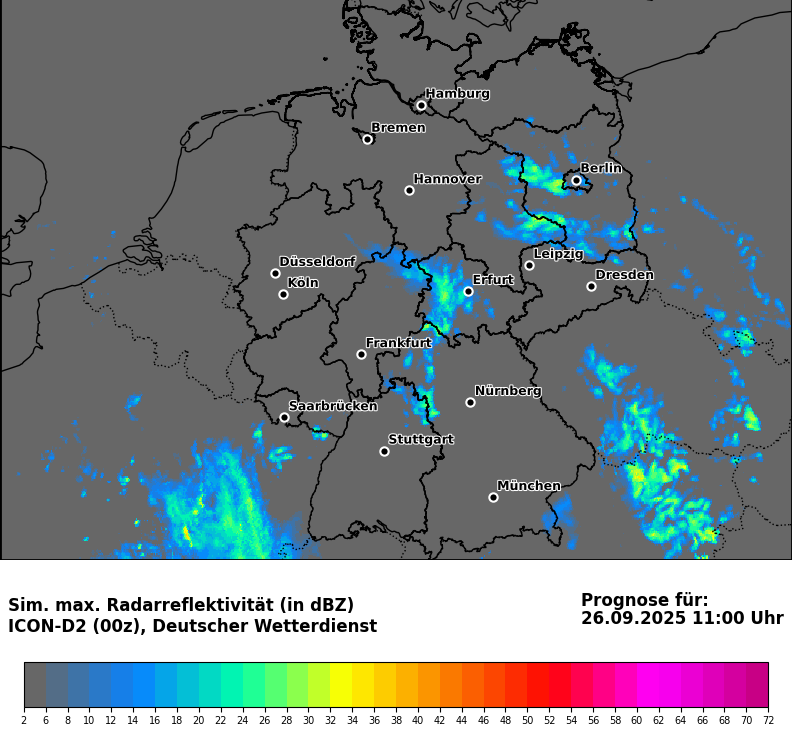 Hamburg
Bremen
Berlin
Hannover
Leipzig
Düsseldorf
Köln
Erfurt
Dresden
Frankfurt
Nürnberg
Saarbrücken
Stuttgart
München
Sim. max. Radarreflektivität (in dBZ)
ICON-D2 (00z), Deutscher Wetterdienst
Prognose für:
26.09.2025 11:00 Uhr
2 6 8 10 12 14 16 18 20 22 24 26 28 30 32 34 36 38 40 42 44 46 48 50 52 54 56 58 60 62 64 66 68 70 72